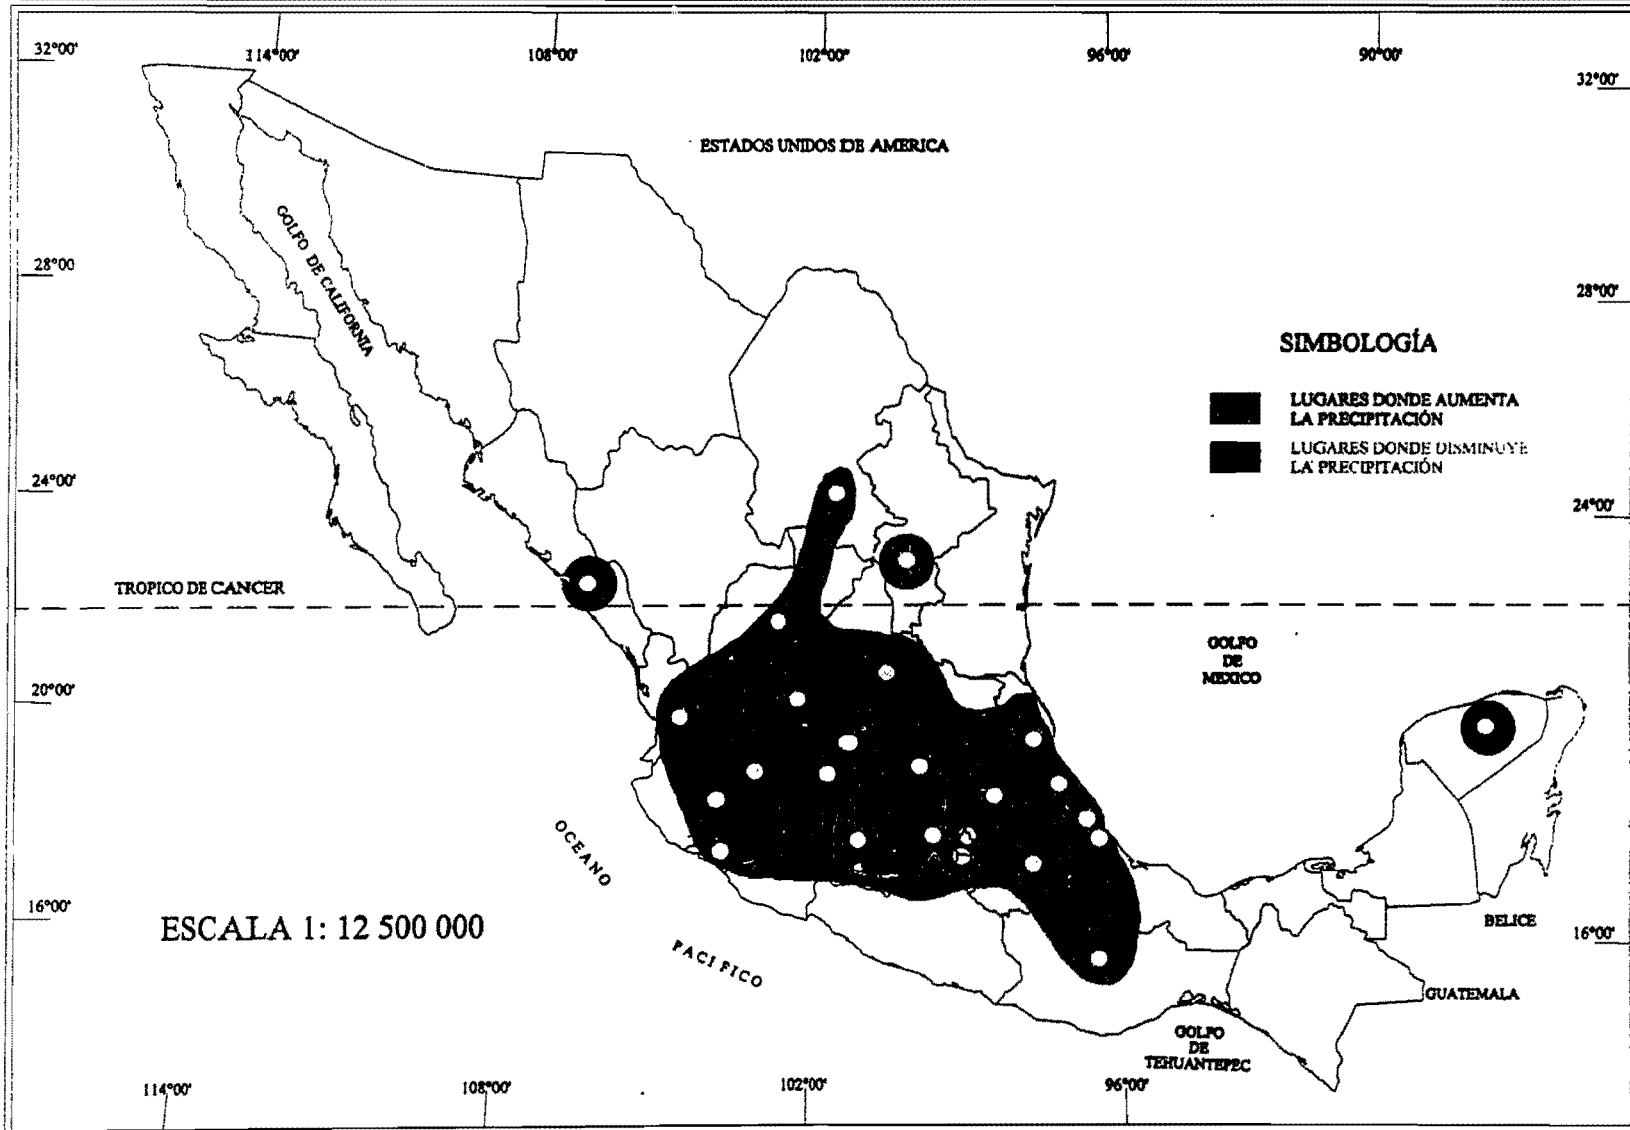 114°00'
108°00'
102°00'
96°00'
90°00'
32°00'
32°00'
ESTADOS UNIDOS DE AMERICA
GOLFO DE CALIFORNIA
28°00
28°00'
SIMBOLOGÍA
LUGARES DONDE AUMENTA
LA PRECIPITACIÓN
LUGARES DONDE DISMINUYE
LA PRECIPITACIÓN
24°00'
24°00'
TROPICO DE CANCER
GOLFO
DE
MEXICO
20°00'
OCEANO
PACIFICO
16°00'
16°00'
ESCALA 1: 12 500 000
BELICE
GUATEMALA
GOLFO
DE
TEHUANTEPEC
114°00'
108°00'
102°00'
96°00'